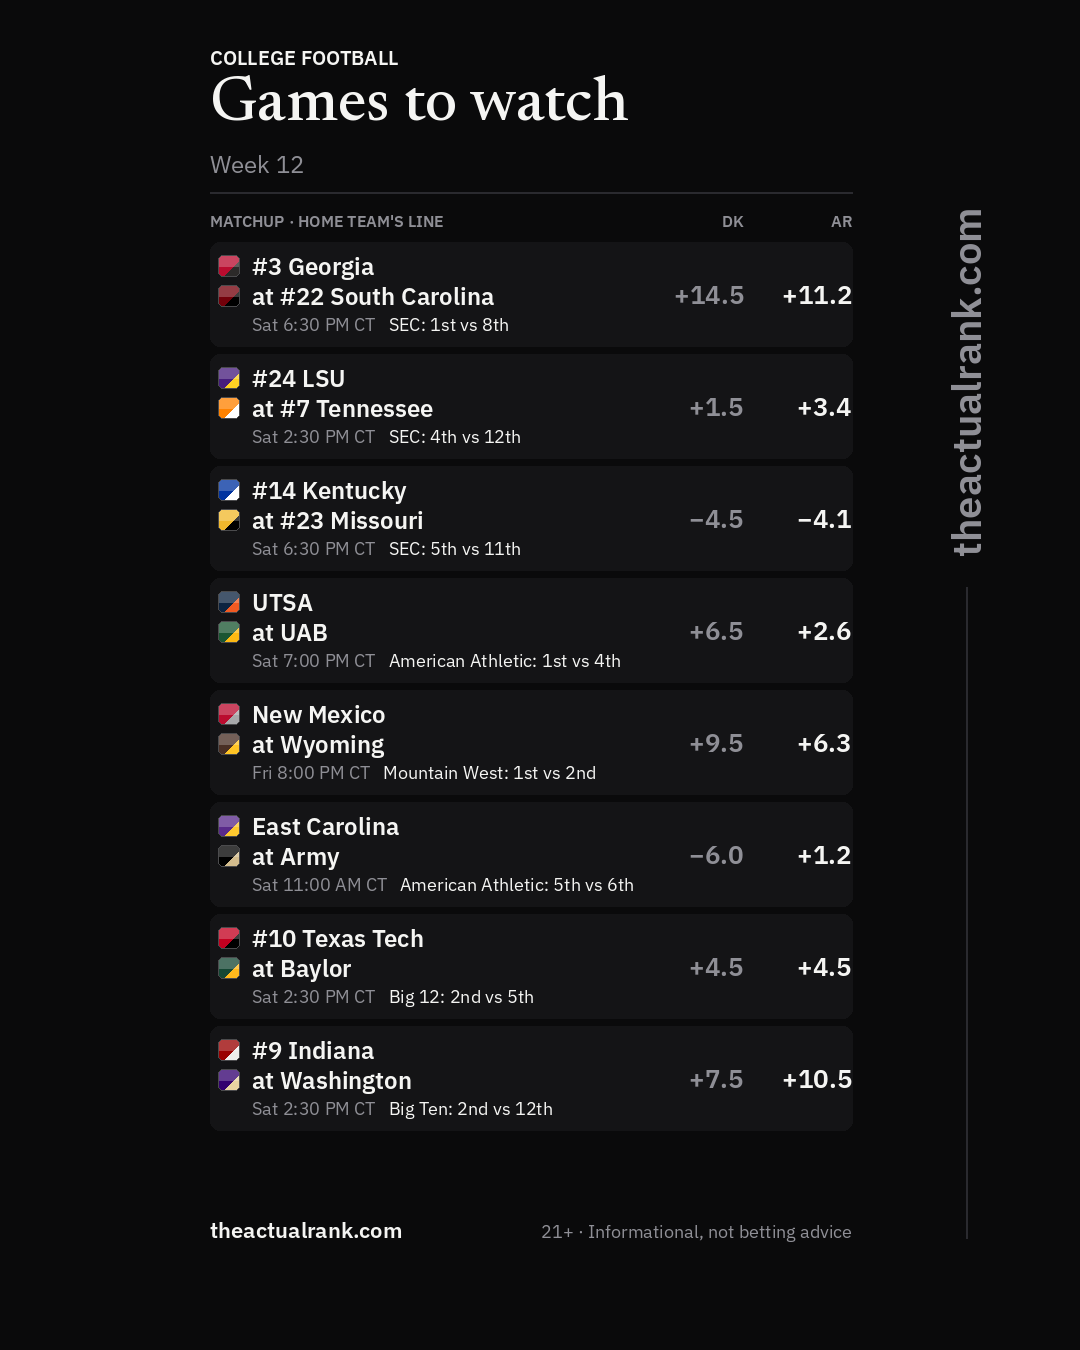 COLLEGE FOOTBALL
Games to watch
Week 12
MATCHUP · HOME TEAM'S LINE DK AR
#3 Georgia
at #22 South Carolina +14.5 +11.2
Sat 6:30 PM CT SEC: 1st vs 8th
#24 LSU
at #7 Tennessee +1.5 +3.4
Sat 2:30 PM CT SEC: 4th vs 12th
#14 Kentucky
at #23 Missouri −4.5 −4.1
Sat 6:30 PM CT SEC: 5th vs 11th
UTSA
at UAB +6.5 +2.6
Sat 7:00 PM CT American Athletic: 1st vs 4th
New Mexico
at Wyoming +9.5 +6.3
Fri 8:00 PM CT Mountain West: 1st vs 2nd
East Carolina
at Army −6.0 +1.2
Sat 11:00 AM CT American Athletic: 5th vs 6th
#10 Texas Tech
at Baylor +4.5 +4.5
Sat 2:30 PM CT Big 12: 2nd vs 5th
#9 Indiana
at Washington +7.5 +10.5
Sat 2:30 PM CT Big Ten: 2nd vs 12th
theactualrank.com 21+ · Informational, not betting advice
theactualrank.com